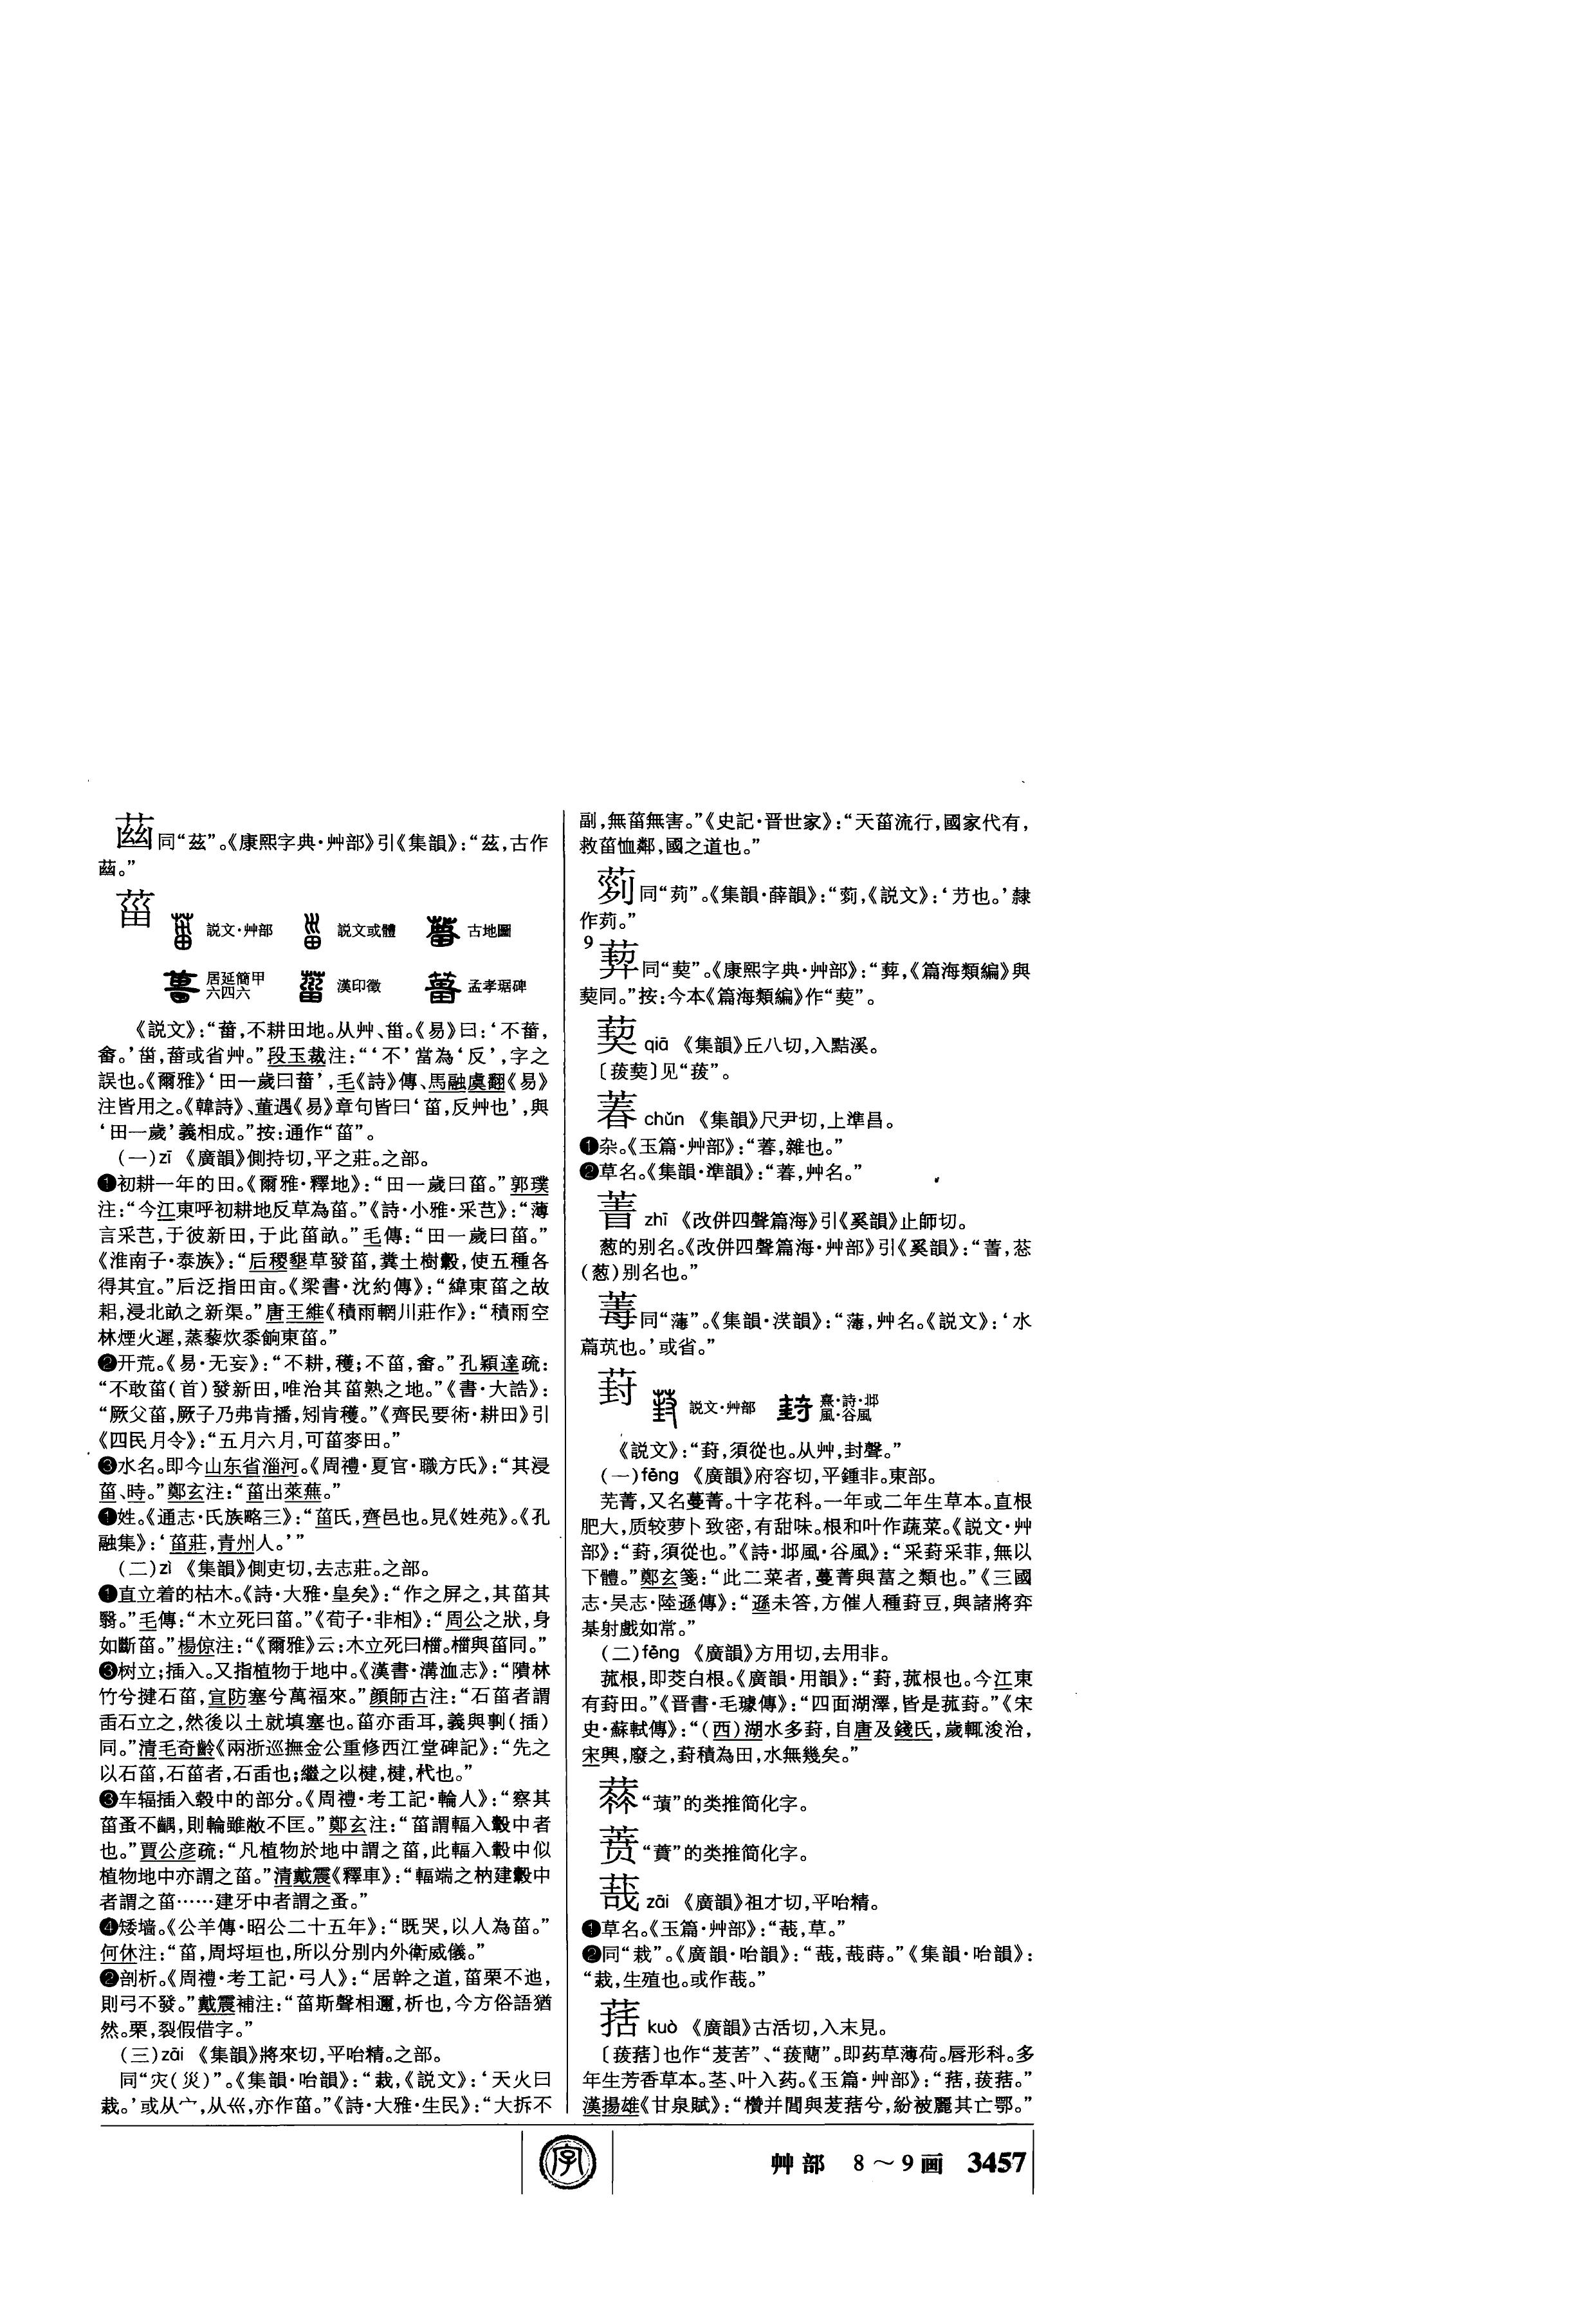 同“茲”。《康熙字典·艸部》引《集韻》：“茲，古作
。”
菑
説文·艸部 説文或體 古地圖
居延簡甲六四六 漢印徵 孟孝琚碑
《説文》：“葘，不耕田地。从艸、甾。《易》曰：‘不葘，
畬。’甾，葘或省艸。”段玉裁注：“‘不’當為‘反’，字之
誤也。《爾雅》‘田一歲曰葘’，毛《詩》傳、馬融虞翻《易》
注皆用之。《韓詩》、董遇《易》章句皆曰‘菑，反艸也’，與
‘田一歲’義相成。”按：通作“菑”。
（一）zī 《廣韻》側持切，平之莊。之部。
❶初耕一年的田。《爾雅·釋地》：“田一歲曰菑。”郭璞
注：“今江東呼初耕地反草為菑。”《詩·小雅·采芑》：“薄
言采芑，于彼新田，于此菑畝。”毛傳：“田一歲曰菑。”
《淮南子·泰族》：“后稷墾草發菑，糞土樹穀，使五種各
得其宜。”后泛指田亩。《梁書·沈約傳》：“緯東菑之故
耜，浸北畝之新渠。”唐王維《積雨輞川莊作》：“積雨空
林煙火遲，蒸藜炊黍餉東菑。”
❷开荒。《易·无妄》：“不耕，穫；不菑，畬。”孔穎達疏：
“不敢菑（首）發新田，唯治其菑熟之地。”《書·大誥》：
“厥父菑，厥子乃弗肯播，矧肯穫。”《齊民要術·耕田》引
《四民月令》：“五月六月，可菑麥田。”
❸水名。即今山东省淄河。《周禮·夏官·職方氏》：“其浸
菑、時。”鄭玄注：“菑出萊蕪。”
❶姓。《通志·氏族略三》：“菑氏，齊邑也。見《姓苑》。《孔
融集》：‘菑莊，青州人。’”
（二）zì 《集韻》側吏切，去志莊。之部。
❶直立着的枯木。《詩·大雅·皇矣》：“作之屏之，其菑其
翳。”毛傳：“木立死曰菑。”《荀子·非相》：“周公之狀，身
如斷菑。”楊倞注：“《爾雅》云：木立死曰椔。椔與菑同。”
❸树立；插入。又指植物于地中。《漢書·溝洫志》：“隤林
竹兮揵石菑，宣防塞兮萬福來。”顔師古注：“石菑者謂
臿石立之，然後以土就填塞也。菑亦臿耳，義與剚（插）
同。”清毛奇齡《兩浙巡撫金公重修西江堂碑記》：“先之
以石菑，石菑者，石臿也；繼之以楗，楗，杙也。”
❸车辐插入毂中的部分。《周禮·考工記·輪人》：“察其
菑蚤不齵，則輪雖敝不匡。”鄭玄注：“菑謂輻入轂中者
也。”賈公彦疏：“凡植物於地中謂之菑，此輻入轂中似
植物地中亦謂之菑。”清戴震《釋車》：“輻端之枘建轂中
者謂之菑……建牙中者謂之蚤。”
❹矮墙。《公羊傳·昭公二十五年》：“既哭，以人為菑。”
何休注：“菑，周埒垣也，所以分别内外衛威儀。”
❷剖析。《周禮·考工記·弓人》：“居幹之道，菑栗不迆，
則弓不發。”戴震補注：“菑斯聲相邇，析也，今方俗語猶
然。栗，裂假借字。”
（三）zāi 《集韻》將來切，平咍精。之部。
同“灾（災）”。《集韻·咍韻》：“烖，《説文》：‘天火曰
烖。’或从宀，从巛，亦作菑。”《詩·大雅·生民》：“大拆不
副，無菑無害。”《史記·晋世家》：“天菑流行，國家代有，
救菑恤鄰，國之道也。”
同“茢”。《集韻·薛韻》：“，《説文》：‘艻也。’隸
作茢。”
9
同“葜”。《康熙字典·艸部》：“，《篇海類編》與
葜同。”按：今本《篇海類編》作“葜”。
葜 qiā 《集韻》丘八切，入黠溪。
〔菝葜〕见“菝”。
萶 chǔn 《集韻》尺尹切，上準昌。
❶杂。《玉篇·艸部》：“萶，雜也。”
❷草名。《集韻·準韻》：“萶，艸名。”
zhī 《改併四聲篇海》引《奚韻》止師切。
葱的别名。《改併四聲篇海·艸部》引《奚韻》：“，荵
（葱）别名也。”
同“薚”。《集韻·》：“，艸名。《説文》：‘水
萹茿也。’或省。”
葑 説文·艸部 熹·詩·邶風·谷風
《説文》：“葑，須從也。从艸，封聲。”
（一）fēng 《廣韻》府容切，平鍾非。東部。
芜菁，又名蔓菁。十字花科。一年或二年生草本。直根
肥大，质较萝卜致密，有甜味。根和叶作蔬菜。《説文·艸
部》：“葑，須從也。”《詩·邶風·谷風》：“采葑采菲，無以
下體。”鄭玄箋：“此二菜者，蔓菁與葍之類也。”《三國
志·吴志·陸遜傳》：“遜未答，方催人種葑豆，與諸將弈
棊射戲如常。”
（二）fēng 《廣韻》方用切，去用非。
菰根，即茭白根。《廣韻·用韻》：“葑，菰根也。今江東
有葑田。”《晋書·毛璩傳》：“四面湖澤，皆是菰葑。”《宋
史·蘇軾傳》：“（西）湖水多葑，自唐及錢氏，歲輒浚治，
宋興，廢之，葑積為田，水無幾矣。”
的类推简化字。
“蕡”的类推简化字。
zāi 《廣韻》祖才切，平咍精。
❶草名。《玉篇·艸部》：“，草。”
❷同“栽”。《廣韻·咍韻》：“，蒔。”《集韻·咍韻》：
“栽，生殖也。或作。”
葀 kuò 《廣韻》古活切，入末見。
〔菝葀〕也作“茇苦”、“菝蕳”。即药草薄荷。唇形科。多
年生芳香草本。茎、叶入药。《玉篇·艸部》：“葀，菝葀。”
漢揚雄《甘泉賦》：“欑并閭與茇葀兮，紛被麗其亡鄂。”
字
艸部 8～9画 3457